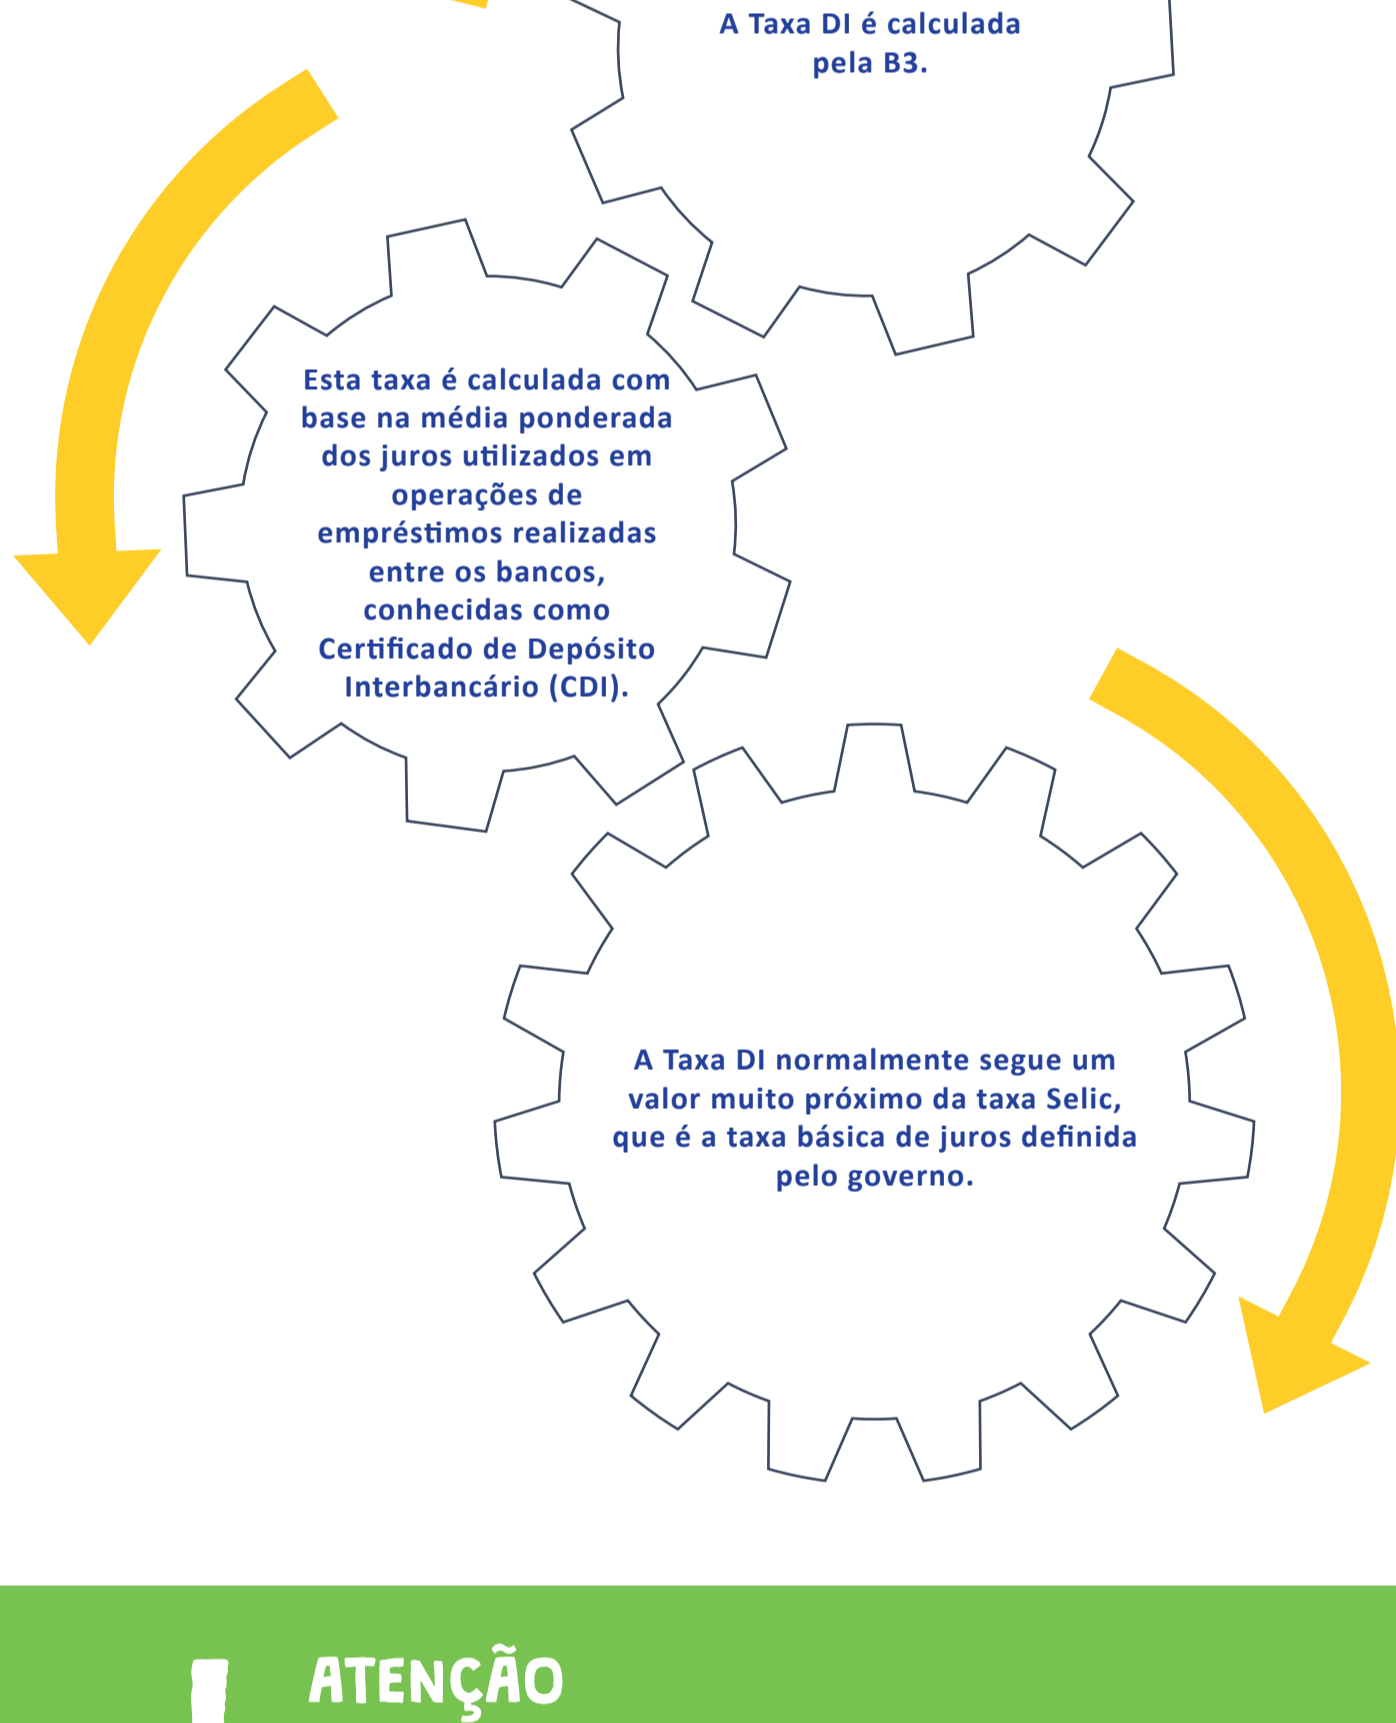 A Taxa DI é calculada
pela B3.
Esta taxa é calculada com
base na média ponderada
dos juros utilizados em
operações de
empréstimos realizadas
entre os bancos,
conhecidas como
Certificado de Depósito
Interbancário (CDI).
A Taxa DI normalmente segue um
valor muito próximo da taxa Selic,
que é a taxa básica de juros definida
pelo governo.
ATENÇÃO